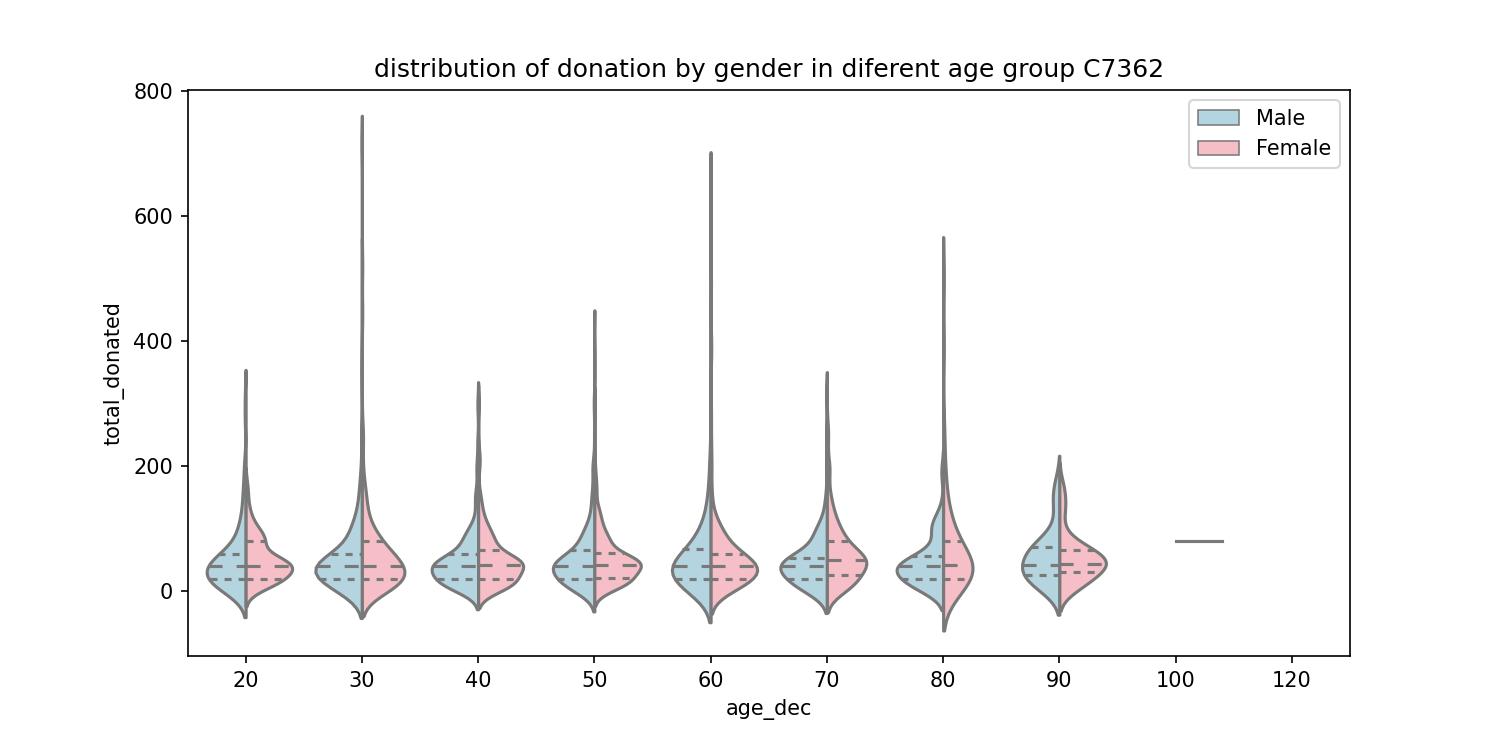 distribution of donation by gender in diferent age group C7362
800
600
400
200
0
total_donated
Male
Female
20 30 40 50 60 70 80 90 100 120
age_dec